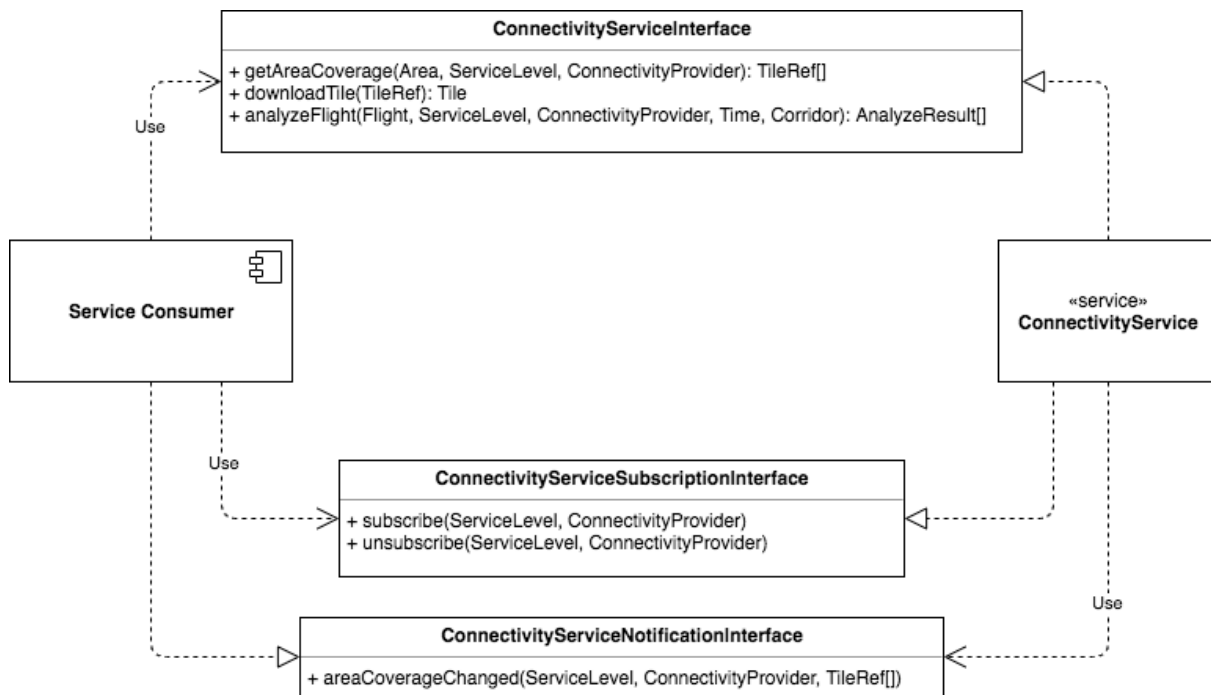 ConnectivityServiceInterface
+ getAreaCoverage(Area, ServiceLevel, ConnectivityProvider): TileRef[]
+ downloadTile(TileRef): Tile
+ analyzeFlight(Flight, ServiceLevel, ConnectivityProvider, Time, Corridor): AnalyzeResult[]
Use
Service Consumer
«service»
ConnectivityService
Use
ConnectivityServiceSubscriptionInterface
+ subscribe(ServiceLevel, ConnectivityProvider)
+ unsubscribe(ServiceLevel, ConnectivityProvider)
Use
ConnectivityServiceNotificationInterface
+ areaCoverageChanged(ServiceLevel, ConnectivityProvider, TileRef[])